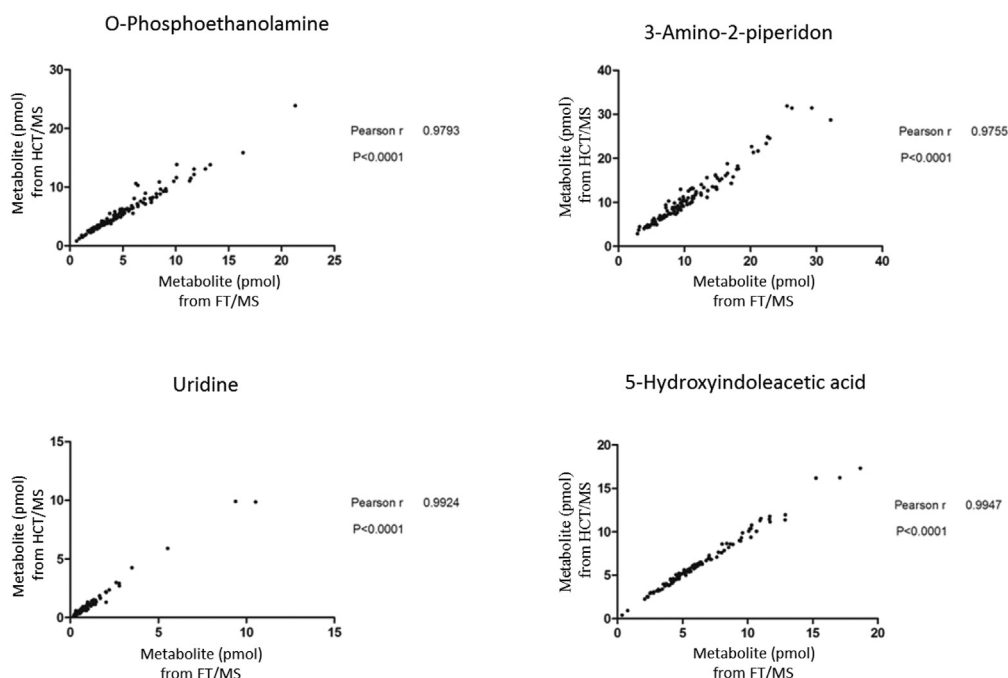 O-Phosphoethanolamine
30
20
10
0
0 5 10 15 20 25
Metabolite (pmol)
from HCT/MS
Metabolite (pmol)
from FT/MS
Pearson r 0.9793
P<0.0001
3-Amino-2-piperidon
40
30
20
10
0
0 10 20 30 40
Metabolite (pmol)
from HCT/MS
Metabolite (pmol)
from FT/MS
Pearson r 0.9755
P<0.0001
Uridine
15
10
5
0
0 5 10 15
Metabolite (pmol)
from HCT/MS
Metabolite (pmol)
from FT/MS
Pearson r 0.9924
P<0.0001
5-Hydroxyindoleacetic acid
20
15
10
5
0
0 5 10 15 20
Metabolite (pmol)
from HCT/MS
Metabolite (pmol)
from FT/MS
Pearson r 0.9947
P<0.0001